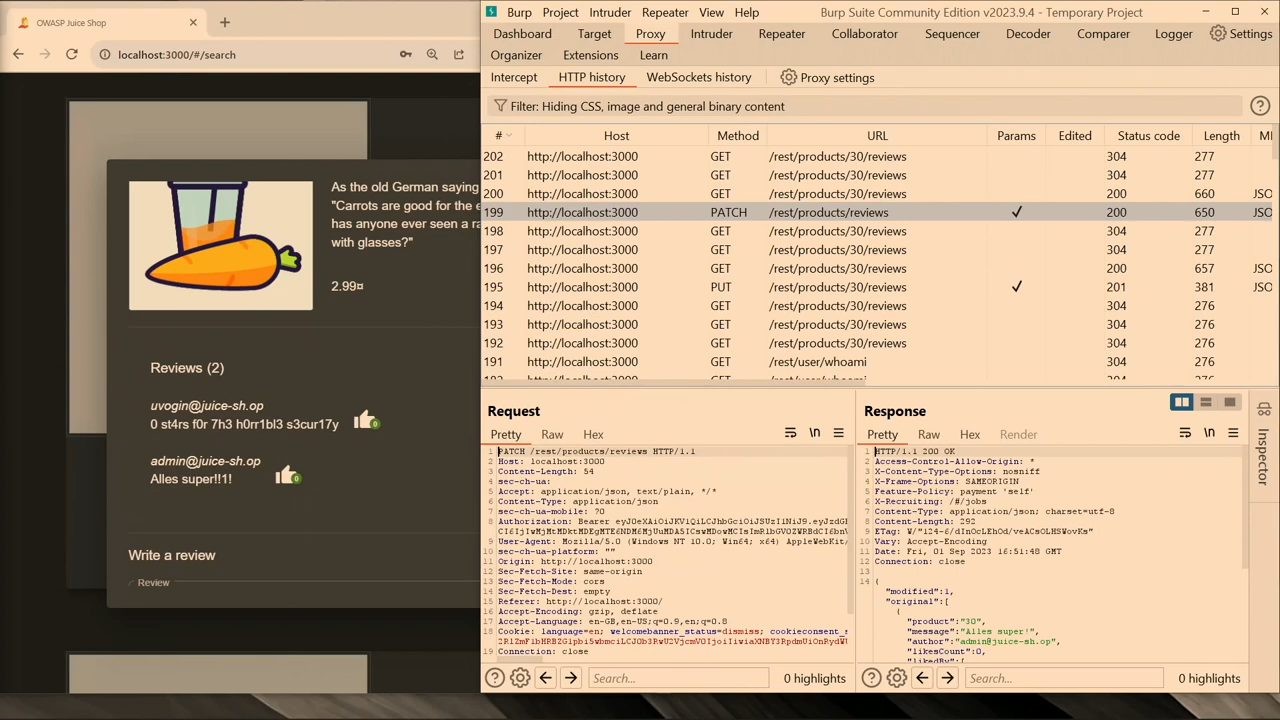 OWASP Juice Shop
localhost:3000/#/search
As the old German saying
"Carrots are good for the e
has anyone ever seen a ra
with glasses?"
2.99¤
Reviews (2)
uvogin@juice-sh.op
0 st4rs f0r 7h3 h0rr1bl3 s3cur17y
0
admin@juice-sh.op
Alles super!!1!
0
Write a review
Review
Burp Project Intruder Repeater View Help
Burp Suite Community Edition v2023.9.4 - Temporary Project
Dashboard Target Proxy Intruder Repeater Collaborator Sequencer Decoder Comparer Logger Settings
Organizer Extensions Learn
Intercept HTTP history WebSockets history Proxy settings
Filter: Hiding CSS, image and general binary content
# Host Method URL Params Edited Status code Length MI
202 http://localhost:3000 GET /rest/products/30/reviews 304 277
201 http://localhost:3000 GET /rest/products/30/reviews 304 277
200 http://localhost:3000 GET /rest/products/30/reviews 200 660 JSO
199 http://localhost:3000 PATCH /rest/products/reviews ✓ 200 650 JSO
198 http://localhost:3000 GET /rest/products/30/reviews 304 277
197 http://localhost:3000 GET /rest/products/30/reviews 304 277
196 http://localhost:3000 GET /rest/products/30/reviews 200 657 JSO
195 http://localhost:3000 PUT /rest/products/30/reviews ✓ 201 381 JSO
194 http://localhost:3000 GET /rest/products/30/reviews 304 276
193 http://localhost:3000 GET /rest/products/30/reviews 304 276
192 http://localhost:3000 GET /rest/products/30/reviews 304 276
191 http://localhost:3000 GET /rest/user/whoami 304 276
Request
Pretty Raw Hex
\n
1 PATCH /rest/products/reviews HTTP/1.1
2 Host: localhost:3000
3 Content-Length: 54
4 sec-ch-ua:
5 Accept: application/json, text/plain, */*
6 Content-Type: application/json
7 sec-ch-ua-mobile: ?0
8 Authorization: Bearer
9 User-Agent: Mozilla/5.0 (Windows NT 10.0; Win64; x64) AppleWebKit/
10 sec-ch-ua-platform: ""
11 Origin: http://localhost:3000
12 Sec-Fetch-Site: same-origin
13 Sec-Fetch-Mode: cors
14 Sec-Fetch-Dest: empty
15 Referer: http://localhost:3000/
16 Accept-Encoding: gzip, deflate
17 Accept-Language: en-GB,en-US;q=0.9,en;q=0.8
18 Cookie: language=en; welcomebanner_status=dismiss; cookieconsent_
19 Connection: close
Search...
0 highlights
Response
Pretty Raw Hex Render
\n
1 HTTP/1.1 200 OK
2 Access-Control-Allow-Origin: *
3 X-Content-Type-Options: nosniff
4 X-Frame-Options: SAMEORIGIN
5 Feature-Policy: payment 'self'
6 X-Recruiting: /#/jobs
7 Content-Type: application/json; charset=utf-8
8 Content-Length: 292
9 ETag:
10 Vary: Accept-Encoding
11 Date: Fri, 01 Sep 2023 16:51:48 GMT
12 Connection: close
13
14 {
"modified":1,
"original":[
{
"product":"30",
"message":"Alles super!",
"author":"admin@juice-sh.op",
"likesCount":0,
"likedBy":[
Search...
0 highlights
Inspector